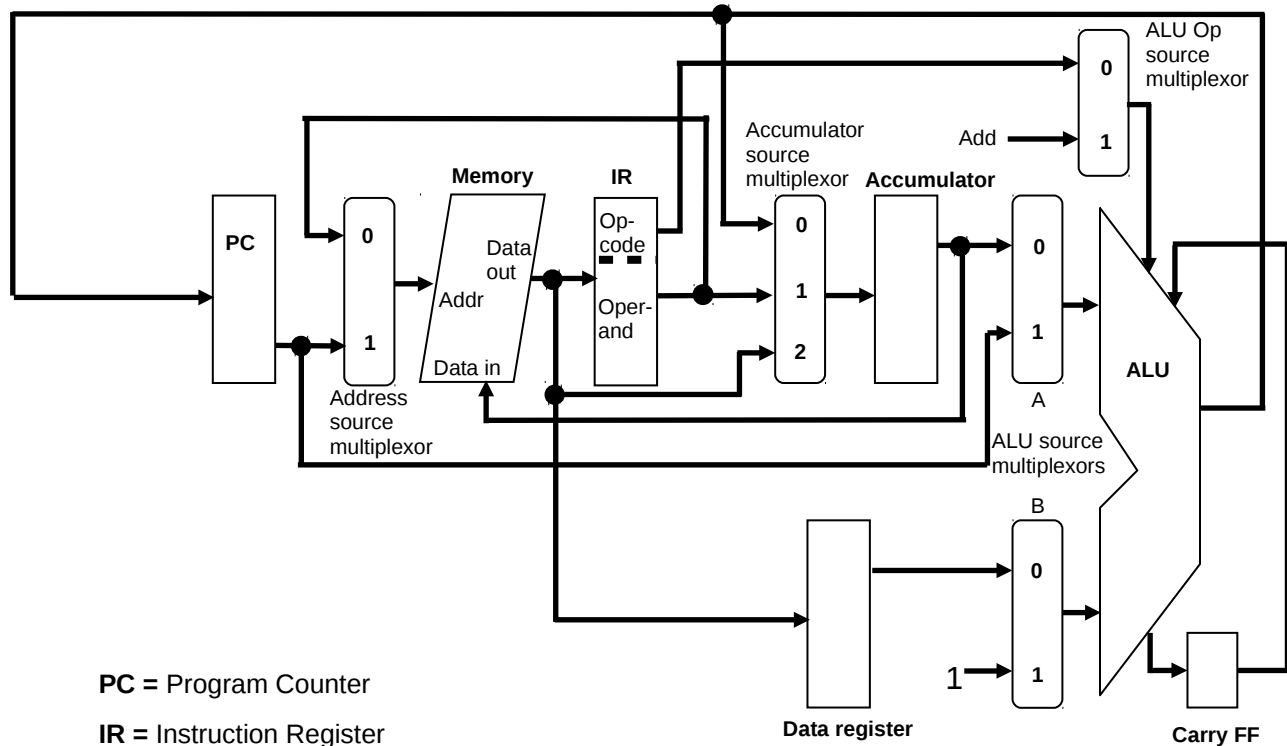 ALU Op
source
multiplexor
0
Add
1
Accumulator
source
multiplexor
Memory
IR
Accumulator
PC
0
1
Address
source
multiplexor
Data
out
Addr
Data in
Op-
code
Oper-
and
0
1
2
0
1
A
ALU source
multiplexors
B
ALU
0
1
1
Data register
Carry FF
PC = Program Counter
IR = Instruction Register